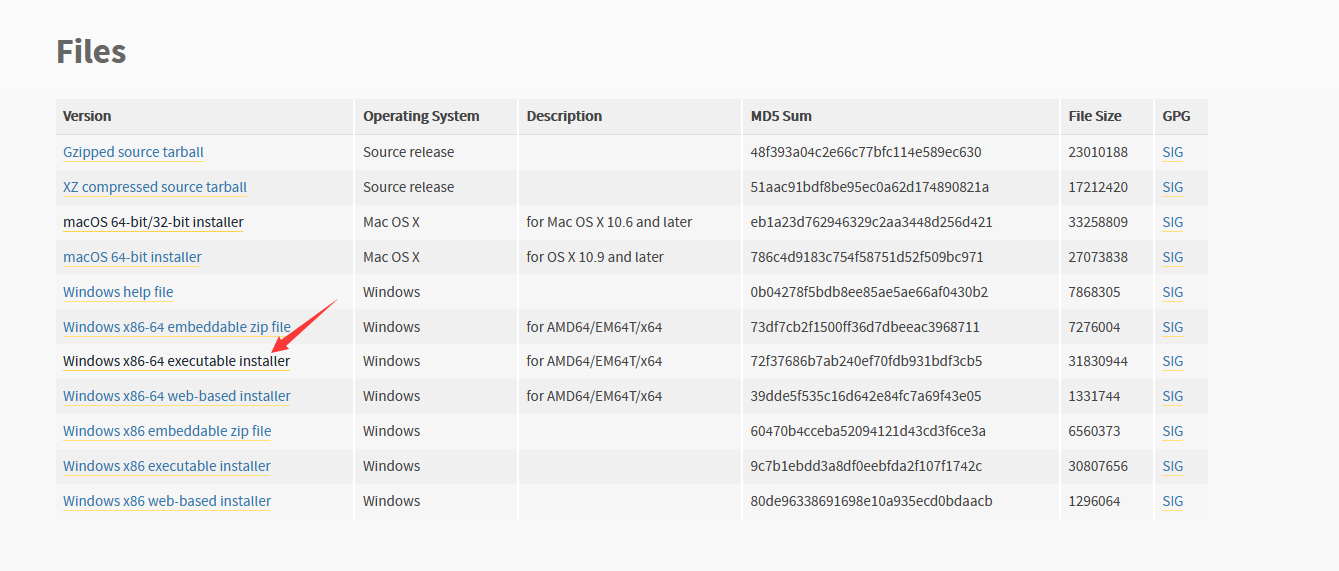 Files
Version Operating System Description MD5 Sum File Size GPG
Gzipped source tarball Source release 48f393a04c2e66c77bfc114e589ec630 23010188 SIG
XZ compressed source tarball Source release 51aac91bdf8be95ec0a62d174890821a 17212420 SIG
macOS 64-bit/32-bit installer Mac OS X for Mac OS X 10.6 and later eb1a23d762946329c2aa3448d256d421 33258809 SIG
macOS 64-bit installer Mac OS X for OS X 10.9 and later 786c4d9183c754f58751d52f509bc971 27073838 SIG
Windows help file Windows 0b04278f5bdb8ee85ae5ae66af0430b2 7868305 SIG
Windows x86-64 embeddable zip file Windows for AMD64/EM64T/x64 73df7cb2f1500ff36d7dbeeac3968711 7276004 SIG
Windows x86-64 executable installer Windows for AMD64/EM64T/x64 72f37686b7ab240ef70fdb931bdf3cb5 31830944 SIG
Windows x86-64 web-based installer Windows for AMD64/EM64T/x64 39dde5f535c16d642e84fc7a69f43e05 1331744 SIG
Windows x86 embeddable zip file Windows 60470b4cceba52094121d43cd3f6ce3a 6560373 SIG
Windows x86 executable installer Windows 9c7b1ebdd3a8df0eebfda2f107f1742c 30807656 SIG
Windows x86 web-based installer Windows 80de96338691698e10a935ecd0bdaacb 1296064 SIG